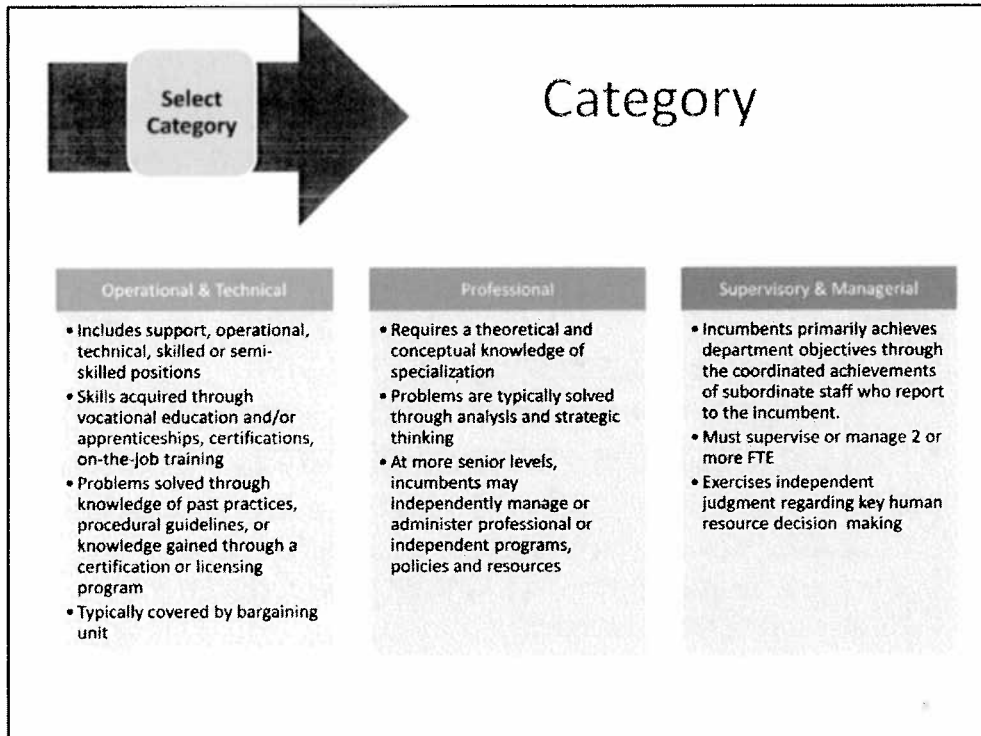 Select
Category
Category
Operational & Technical
• Includes support, operational,
technical, skilled or semi-
skilled positions
• Skills acquired through
vocational education and/or
apprenticeships, certifications,
on-the-job training
• Problems solved through
knowledge of past practices,
procedural guidelines, or
knowledge gained through a
certification or licensing
program
• Typically covered by bargaining
unit
Professional
• Requires a theoretical and
conceptual knowledge of
specialization
• Problems are typically solved
through analysis and strategic
thinking
• At more senior levels,
incumbents may
independently manage or
administer professional or
independent programs,
policies and resources
Supervisory & Managerial
• Incumbents primarily achieves
department objectives through
the coordinated achievements
of subordinate staff who report
to the incumbent.
• Must supervise or manage 2 or
more FTE
• Exercises independent
judgment regarding key human
resource decision making